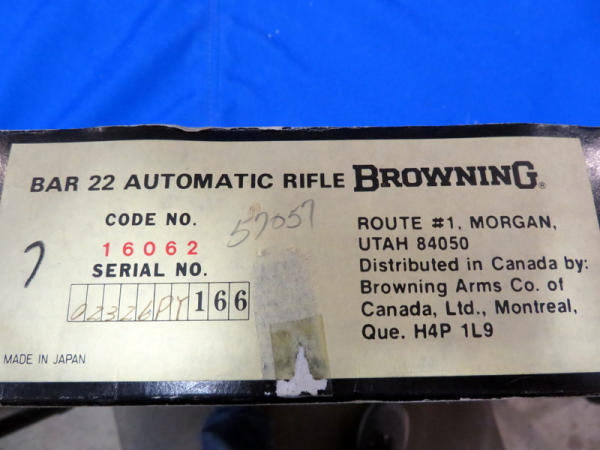 BAR 22 AUTOMATIC RIFLE BROWNING®
CODE NO.
57057
16062
7
SERIAL NO.
02326PY166
MADE IN JAPAN
ROUTE #1, MORGAN,
UTAH 84050
Distributed in Canada by:
Browning Arms Co. of
Canada, Ltd., Montreal,
Que. H4P 1L9